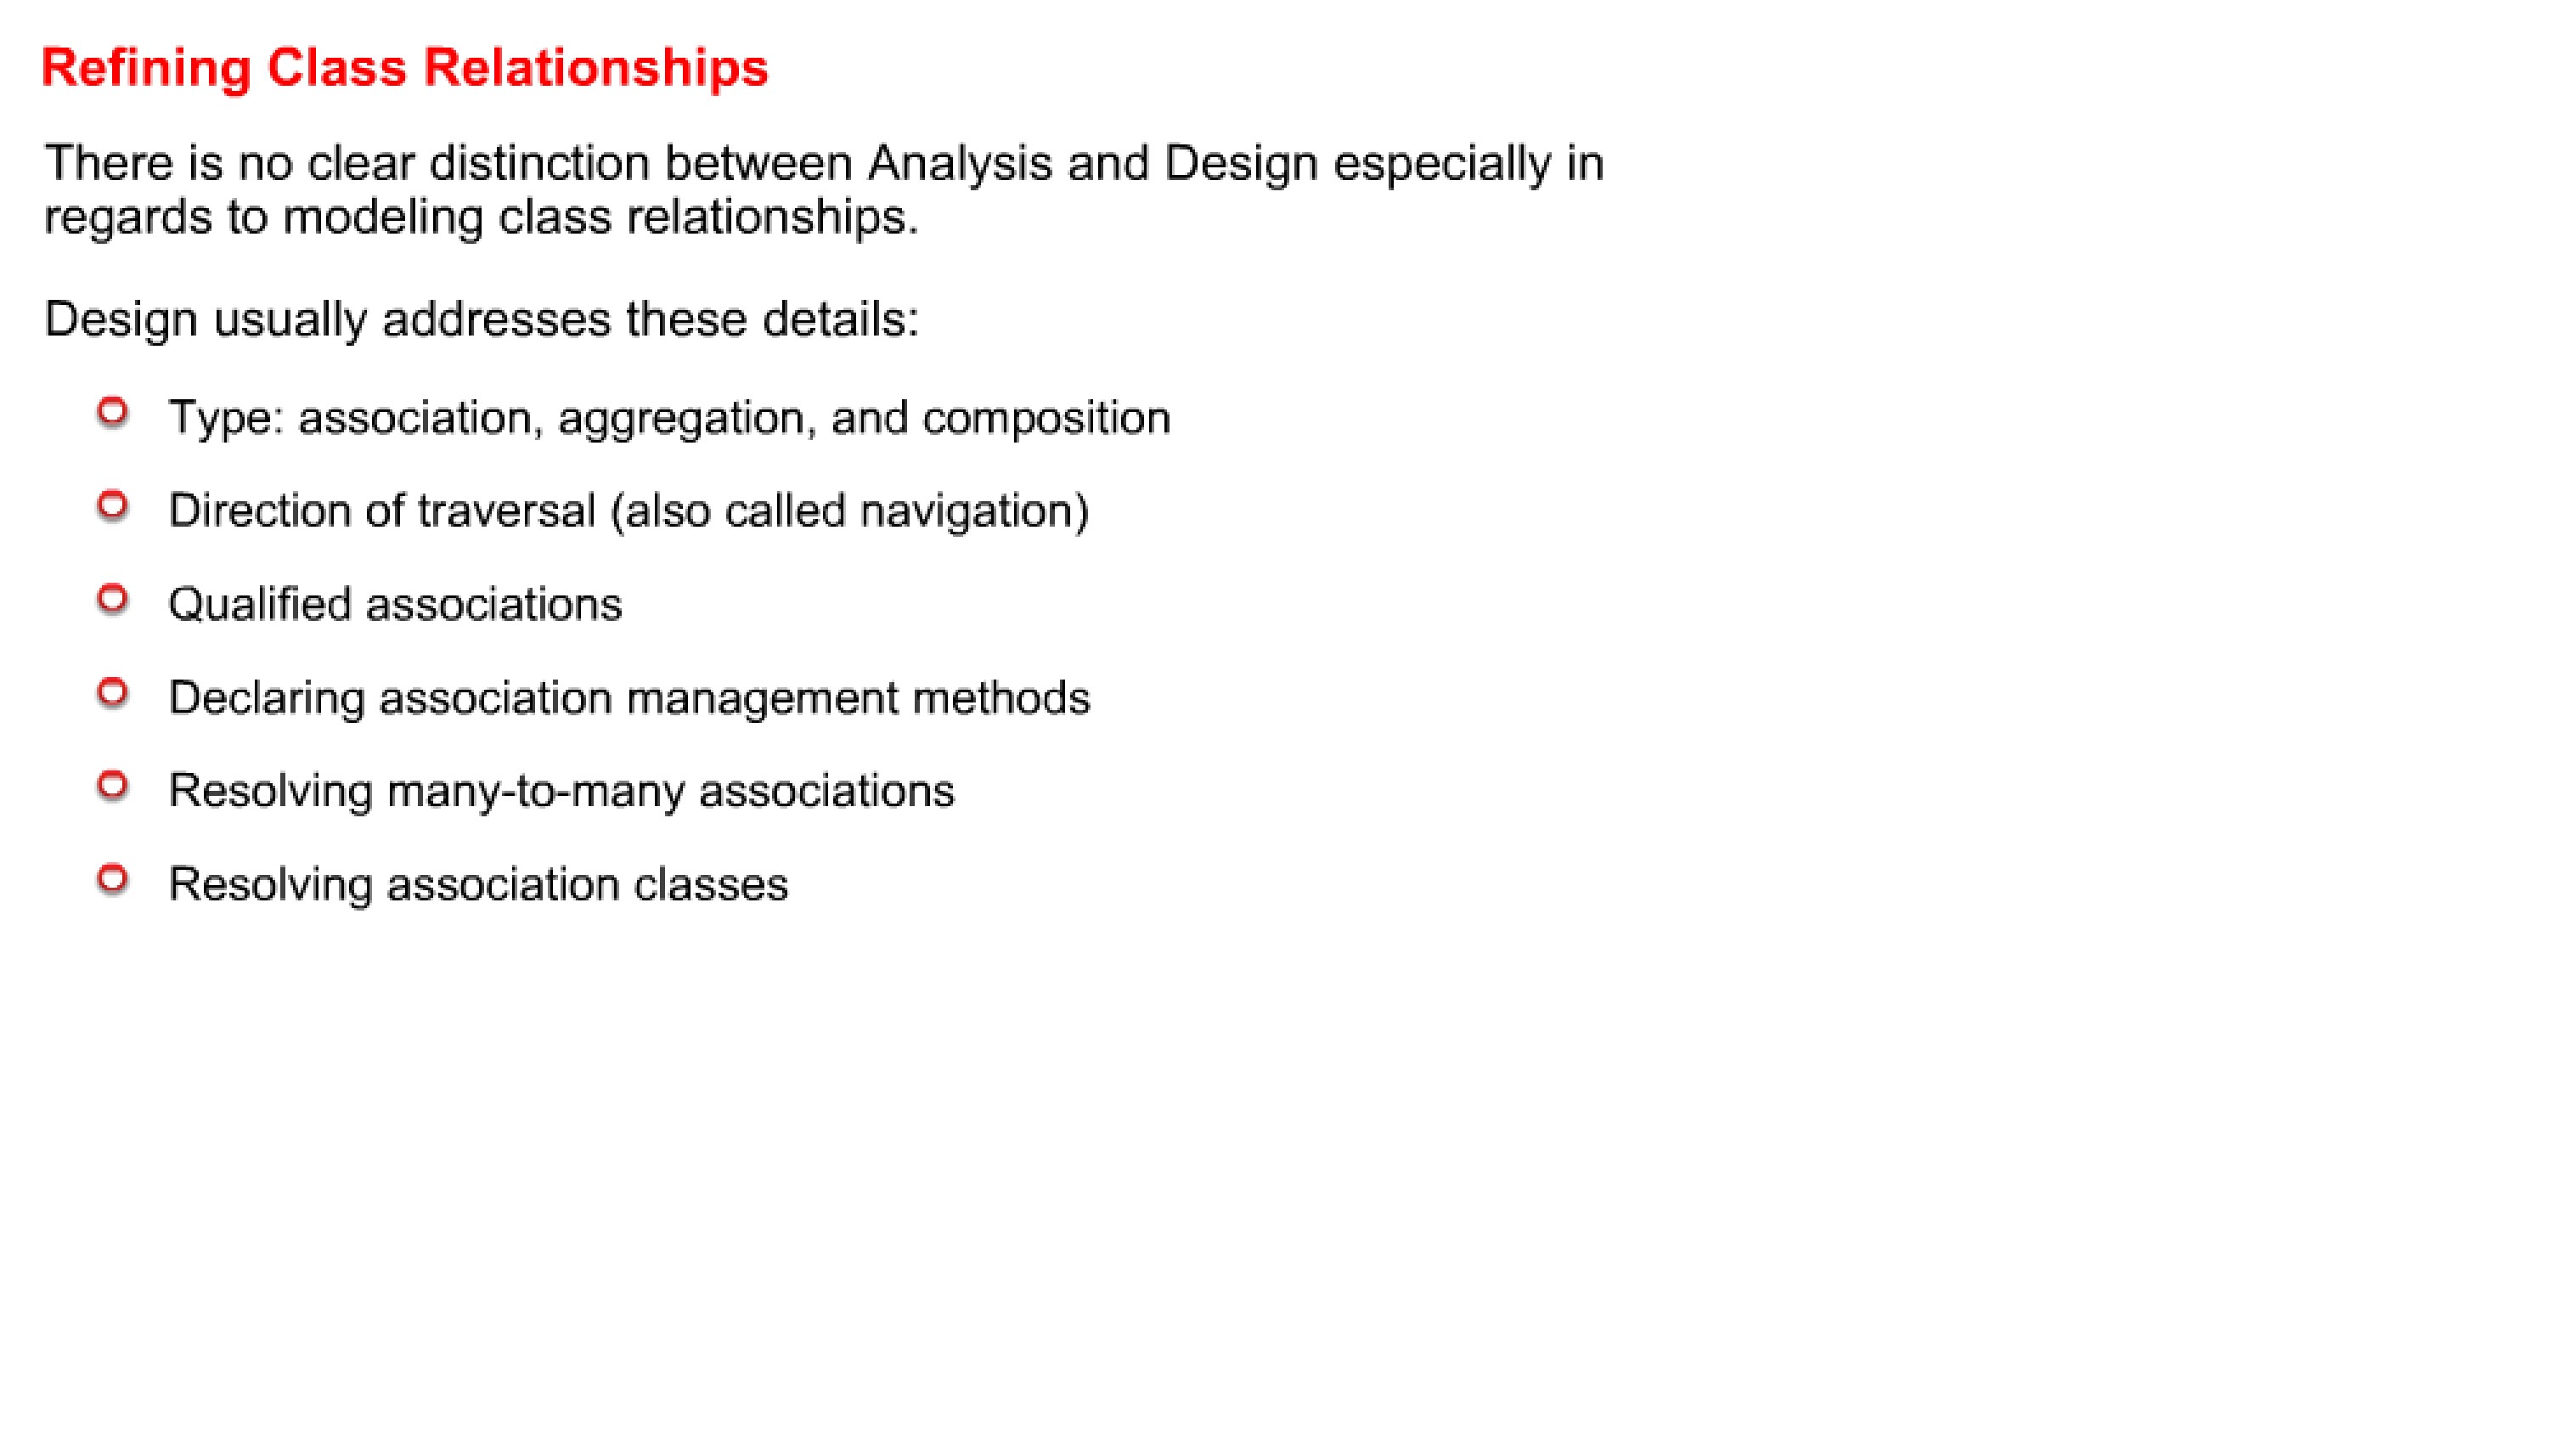 Refining Class Relationships
There is no clear distinction between Analysis and Design especially in
regards to modeling class relationships.
Design usually addresses these details:
Type: association, aggregation, and composition
Direction of traversal (also called navigation)
Qualified associations
Declaring association management methods
Resolving many-to-many associations
Resolving association classes